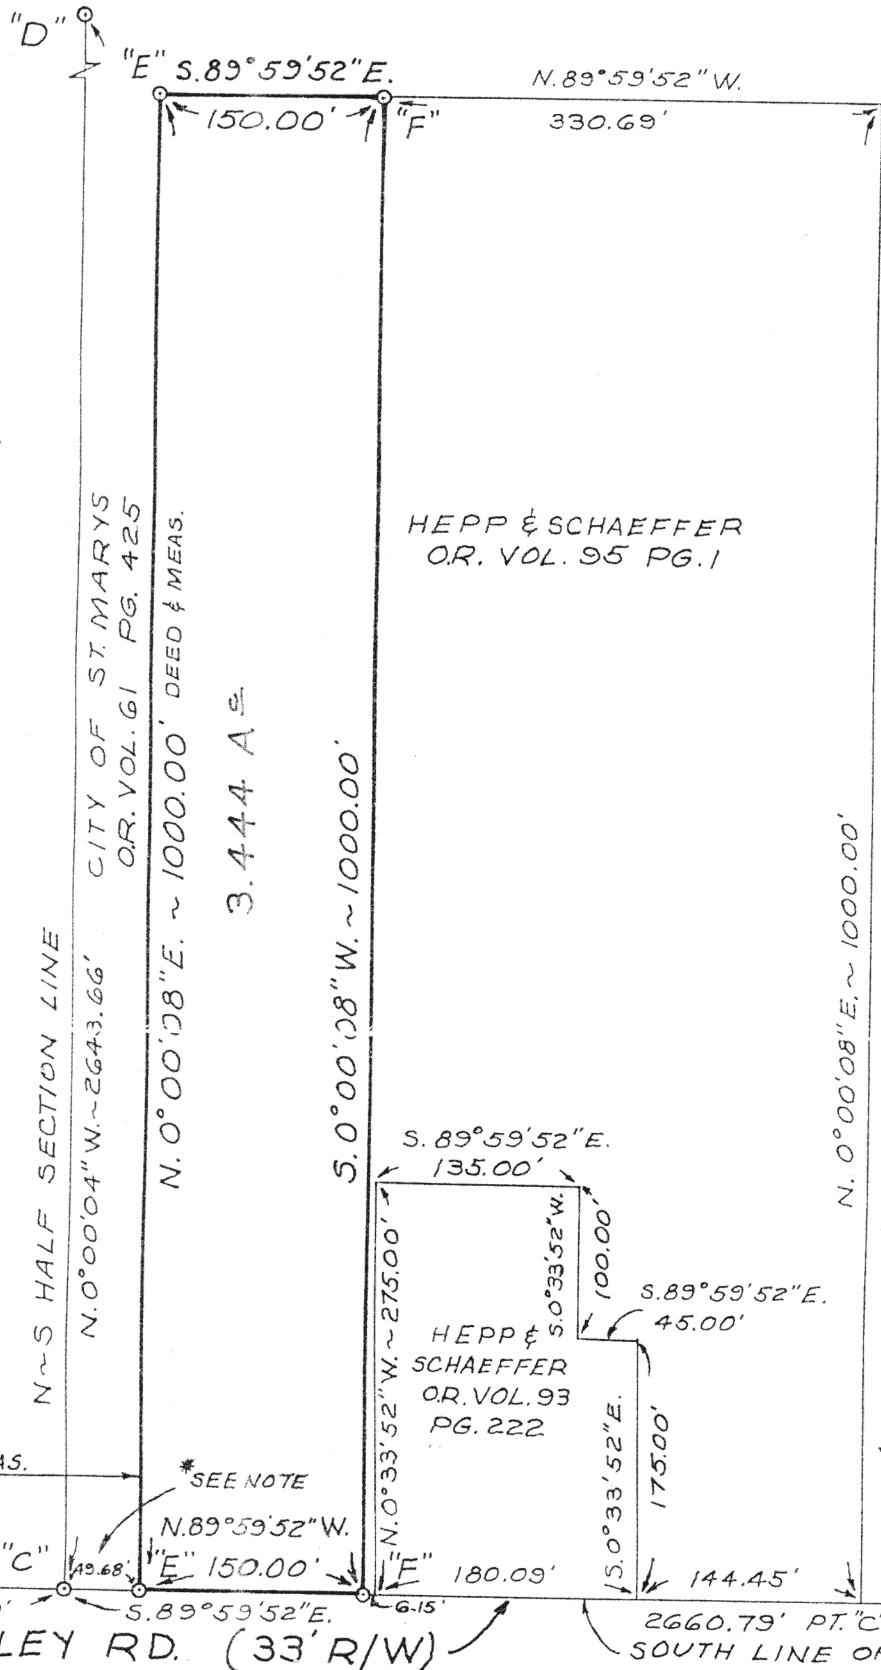 "D"
"E" S.89°59'52"E.
150.00'
"F"
N.89°59'52"W.
330.69'
HEPP & SCHAEFFER
O.R. VOL. 95 PG. 1
CITY OF ST. MARYS
O.R. VOL. 61 PG. 425
N~S HALF SECTION LINE
N.0°00'04"W.~2643.66'
N.0°00'08"E. ~ 1000.00' DEED & MEAS.
3.444 A≗
S.0°00'08"W.~1000.00'
N. 0°00'08"E.~ 1000.00'
S. 89°59'52"E.
135.00'
S.0°33'52"W.
100.00'
S.89°59'52"E.
45.00'
N.0°33'52"W.~275.00'
HEPP &
SCHAEFFER
O.R. VOL. 93
PG. 222
S.0°33'52"E.
175.00'
AS.
*SEE NOTE
N.89°59'52"W.
"C"
49.68'
"E" 150.00'
"F"
180.09'
144.45'
S.89°59'52"E.
6.15'
2660.79' PT."C"
LEY RD. (33' R/W)
SOUTH LINE OF